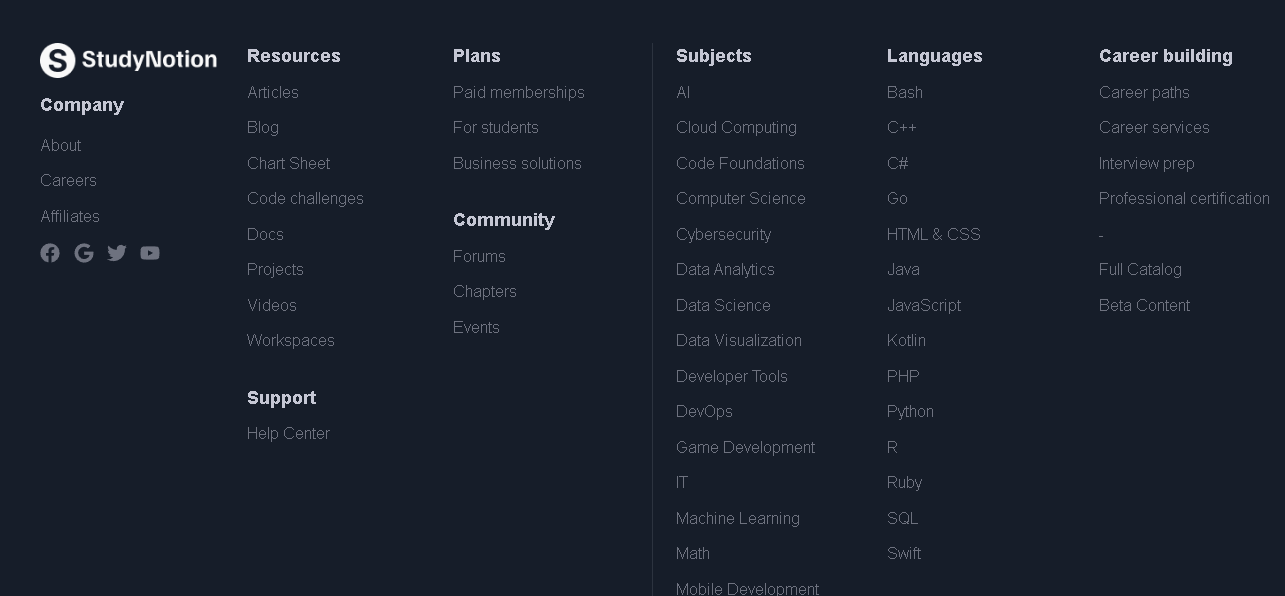 StudyNotion
Company
About
Careers
Affiliates
Resources
Articles
Blog
Chart Sheet
Code challenges
Docs
Projects
Videos
Workspaces
Support
Help Center
Plans
Paid memberships
For students
Business solutions
Community
Forums
Chapters
Events
Subjects
AI
Cloud Computing
Code Foundations
Computer Science
Cybersecurity
Data Analytics
Data Science
Data Visualization
Developer Tools
DevOps
Game Development
IT
Machine Learning
Math
Mobile Development
Languages
Bash
C++
C#
Go
HTML & CSS
Java
JavaScript
Kotlin
PHP
Python
R
Ruby
SQL
Swift
Career building
Career paths
Career services
Interview prep
Professional certification
-
Full Catalog
Beta Content